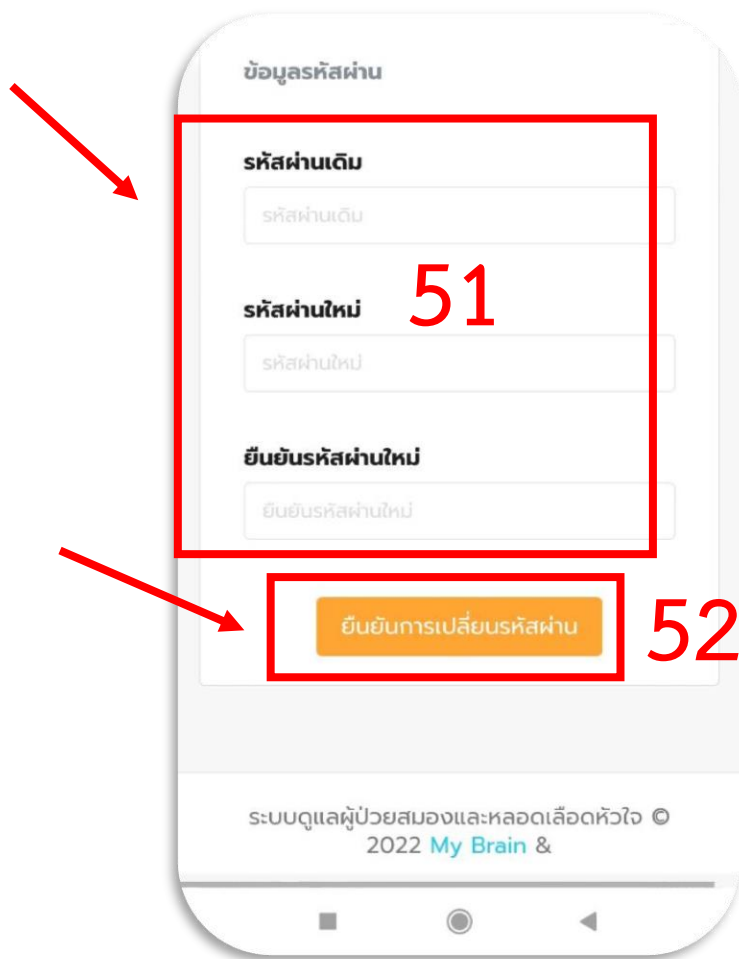 ข้อมูลรหัสผ่าน
รหัสผ่านเดิม
รหัสผ่านเดิม
51
รหัสผ่านใหม่
รหัสผ่านใหม่
ยืนยันรหัสผ่านใหม่
ยืนยันรหัสผ่านใหม่
ยืนยันการเปลี่ยนรหัสผ่าน
52
ระบบดูแลผู้ป่วยสมองและหลอดเลือดหัวใจ ©
2022 My Brain &